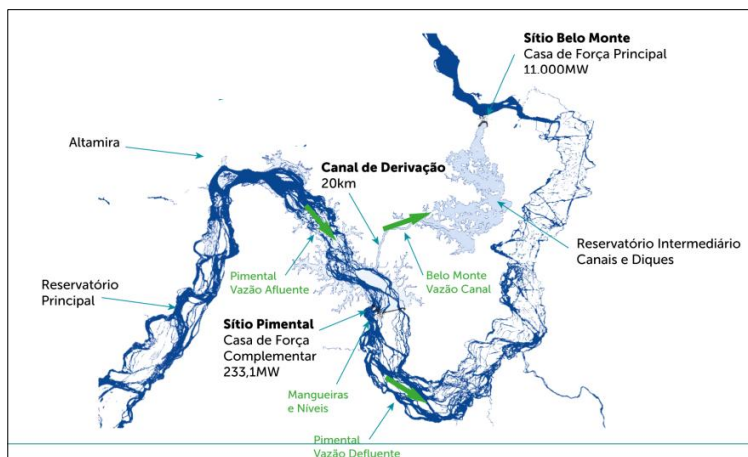 Sítio Belo Monte
Casa de Força Principal
11.000MW
Altamira
Canal de Derivação
20km
Reservatório Intermediário
Canais e Diques
Pimental
Vazão Afluente
Belo Monte
Vazão Canal
Reservatório
Principal
Sítio Pimental
Casa de Força
Complementar
233,1MW
Mangueiras
e Níveis
Pimental
Vazão Defluente